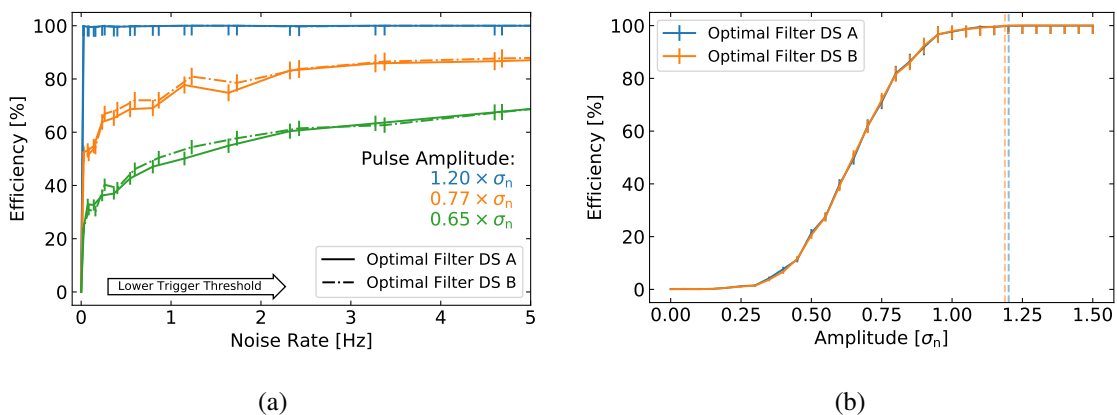 100
80
60
40
20
0
Efficiency [%]
0
1
2
3
4
5
Noise Rate [Hz]
Pulse Amplitude:
1.20 × σn
0.77 × σn
0.65 × σn
Optimal Filter DS A
Optimal Filter DS B
Lower Trigger Threshold
(a)
100
80
60
40
20
0
Efficiency [%]
Optimal Filter DS A
Optimal Filter DS B
0.00
0.25
0.50
0.75
1.00
1.25
1.50
Amplitude [σn]
(b)